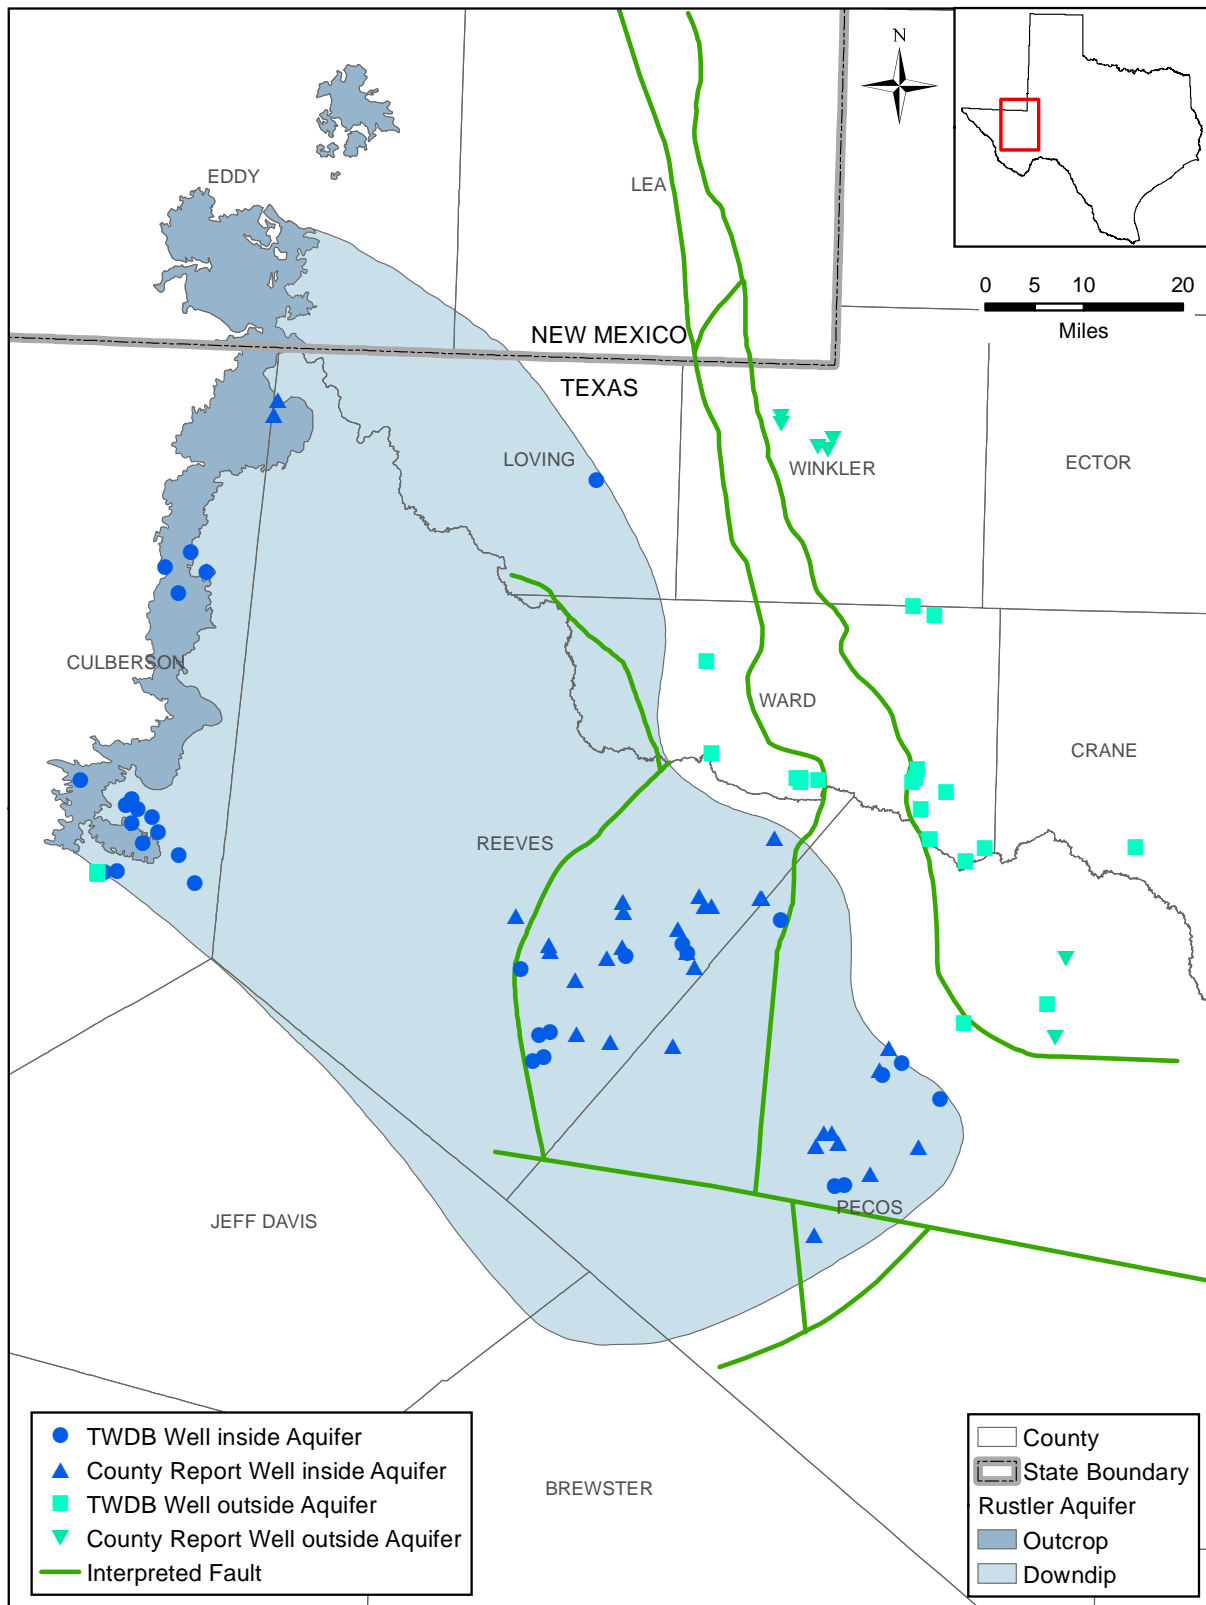 N
EDDY
LEA
0 5 10 20
Miles
NEW MEXICO
TEXAS
LOVING
WINKLER
ECTOR
CULBERSON
WARD
CRANE
REEVES
PECOS
JEFF DAVIS
BREWSTER
TWDB Well inside Aquifer
County Report Well inside Aquifer
TWDB Well outside Aquifer
County Report Well outside Aquifer
Interpreted Fault
County
State Boundary
Rustler Aquifer
Outcrop
Downdip